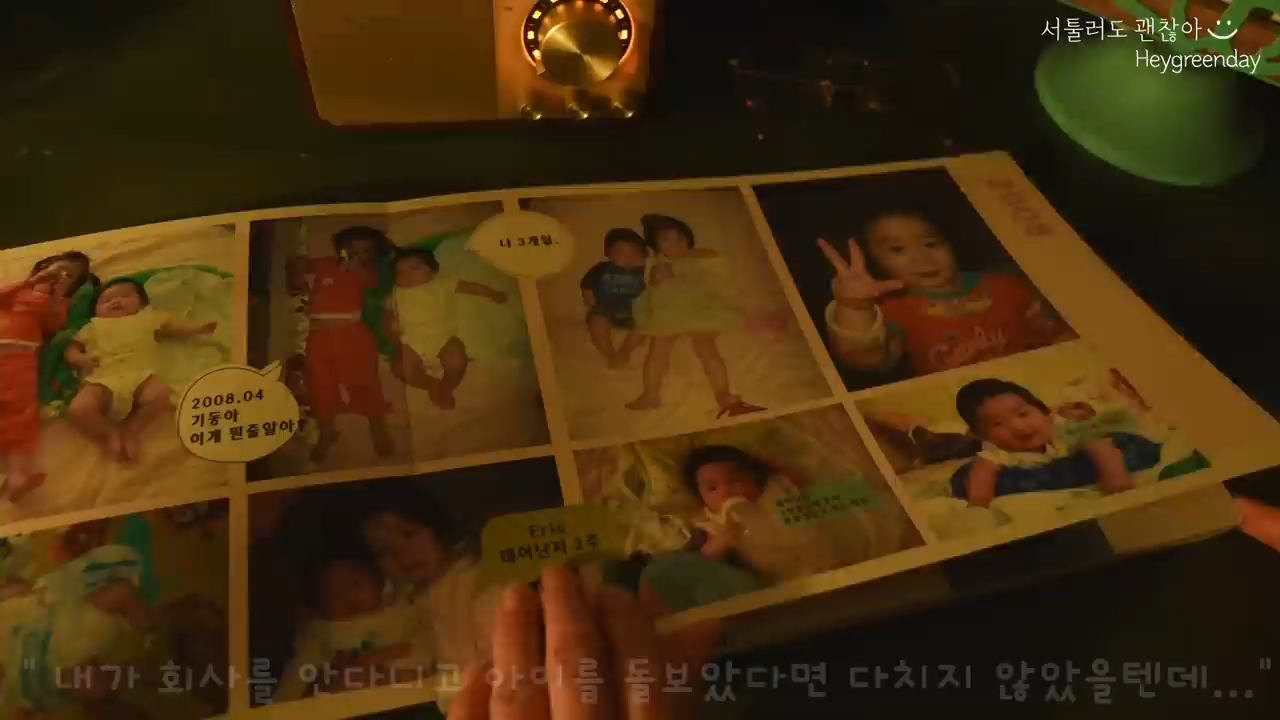 서툴러도 괜찮아
Heygreenday
나 3개월.
2008.04
기동아
이게 뭔줄알아?
Eric
태어난지 2주
" 내가 회사를 안다니고 아이를 돌보았다면 다치지 않았을텐데..."